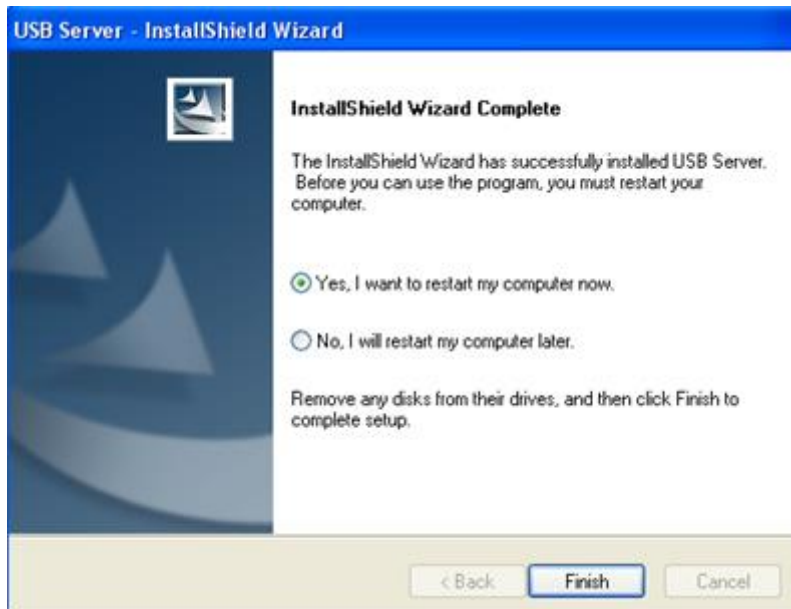 USB Server - InstallShield Wizard
InstallShield Wizard Complete
The InstallShield Wizard has successfully installed USB Server.
Before you can use the program, you must restart your
computer.
Yes, I want to restart my computer now.
No, I will restart my computer later.
Remove any disks from their drives, and then click Finish to
complete setup.
< Back
Finish
Cancel